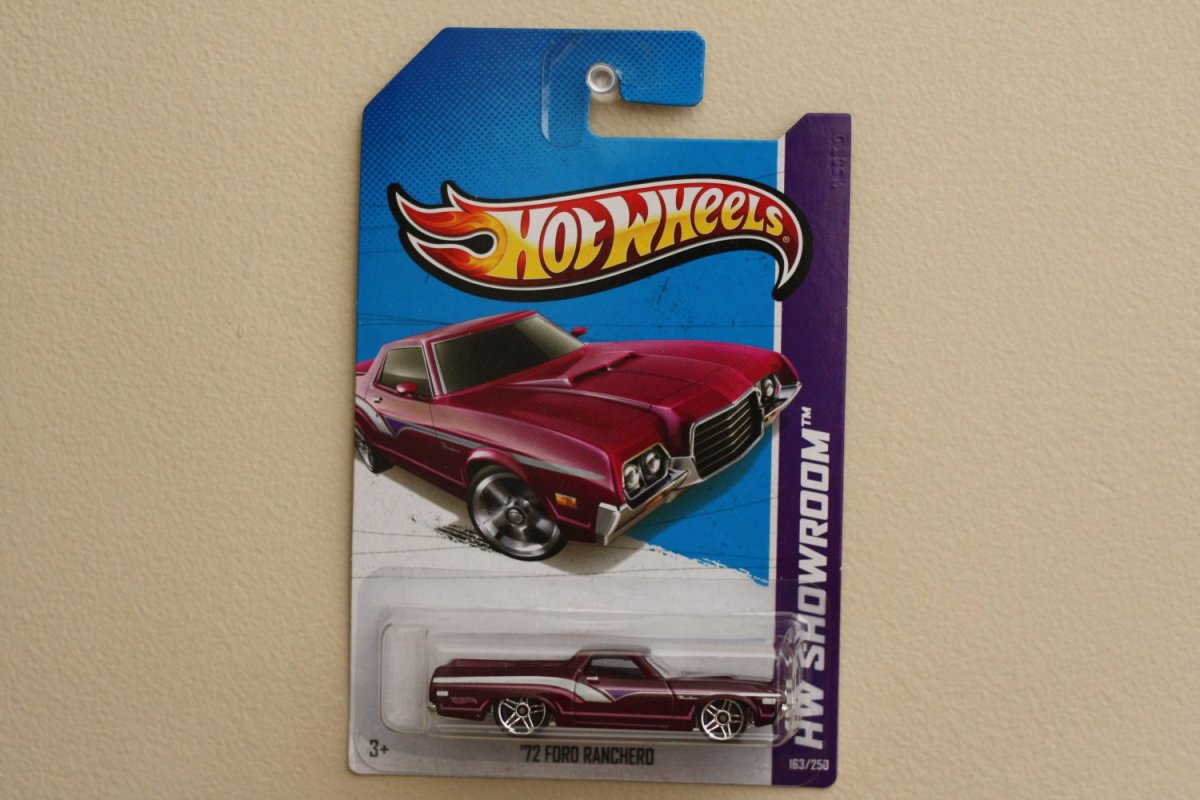 HOT WHEELS®
HW SHOWROOM™
3+
'72 FORD RANCHERO
163/250